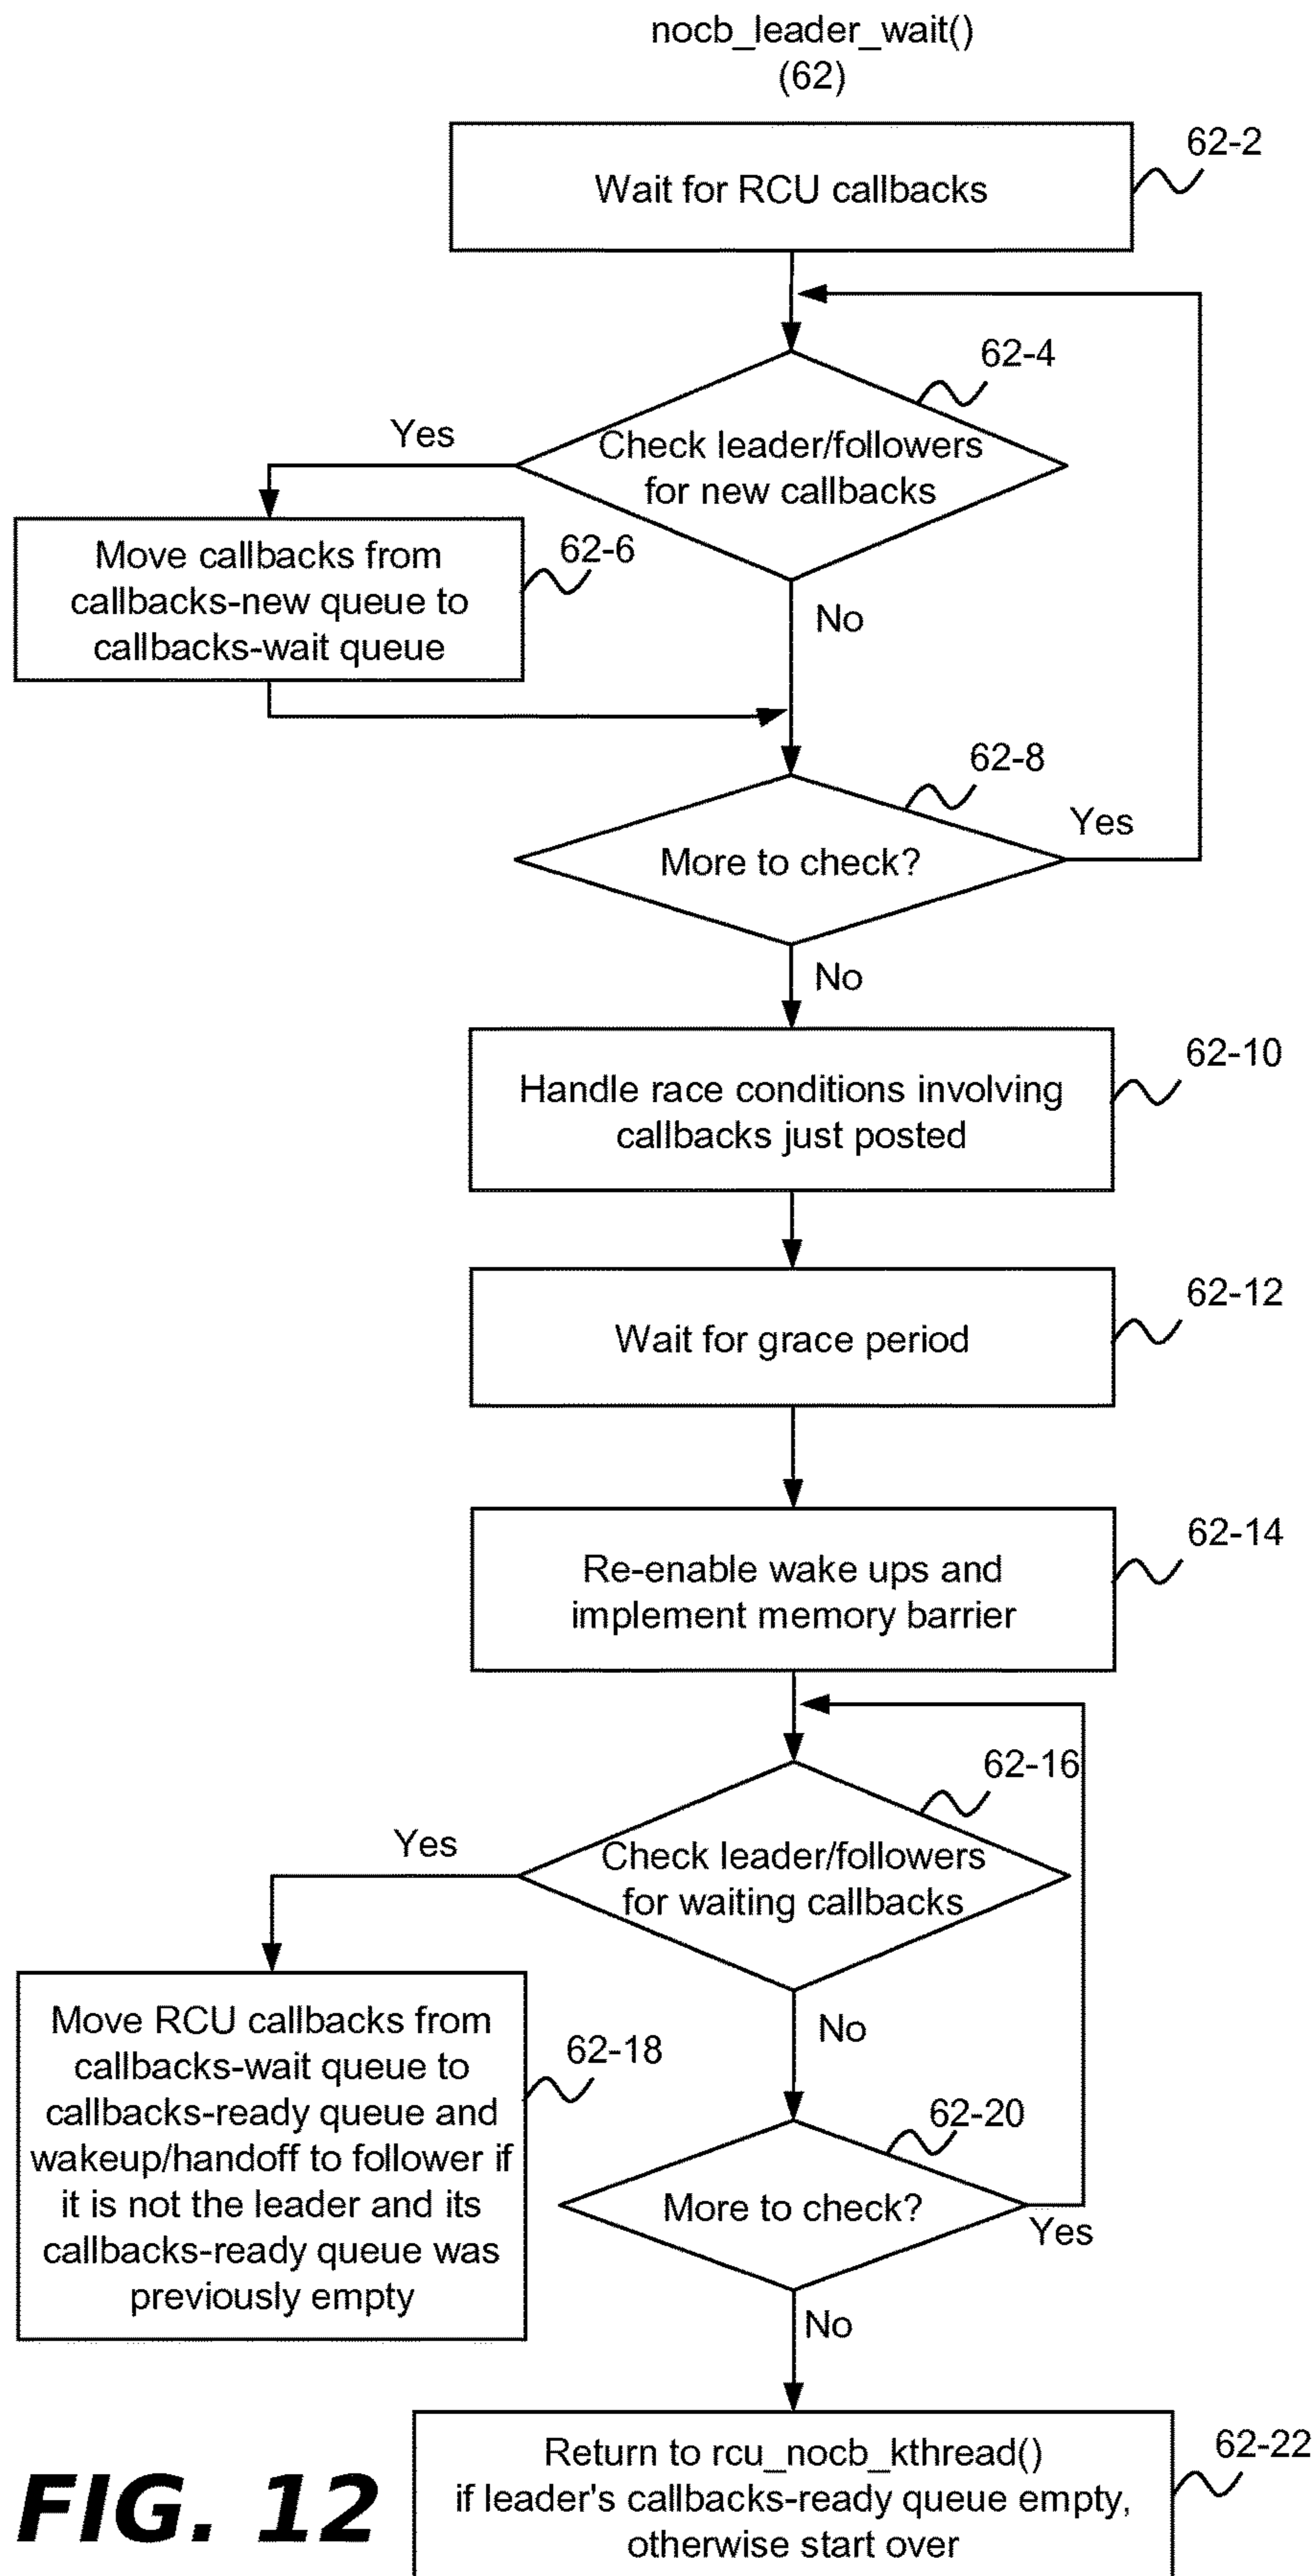 nocb_leader_wait()
(62)
Wait for RCU callbacks
62-2
62-4
Yes
Check leader/followers
for new callbacks
Move callbacks from
callbacks-new queue to
callbacks-wait queue
62-6
No
62-8
More to check?
Yes
No
62-10
Handle race conditions involving
callbacks just posted
62-12
Wait for grace period
62-14
Re-enable wake ups and
implement memory barrier
62-16
Yes
Check leader/followers
for waiting callbacks
Move RCU callbacks from
callbacks-wait queue to
callbacks-ready queue and
wakeup/handoff to follower if
it is not the leader and its
callbacks-ready queue was
previously empty
62-18
No
62-20
More to check?
Yes
No
Return to rcu_nocb_kthread()
if leader's callbacks-ready queue empty,
otherwise start over
62-22
FIG. 12